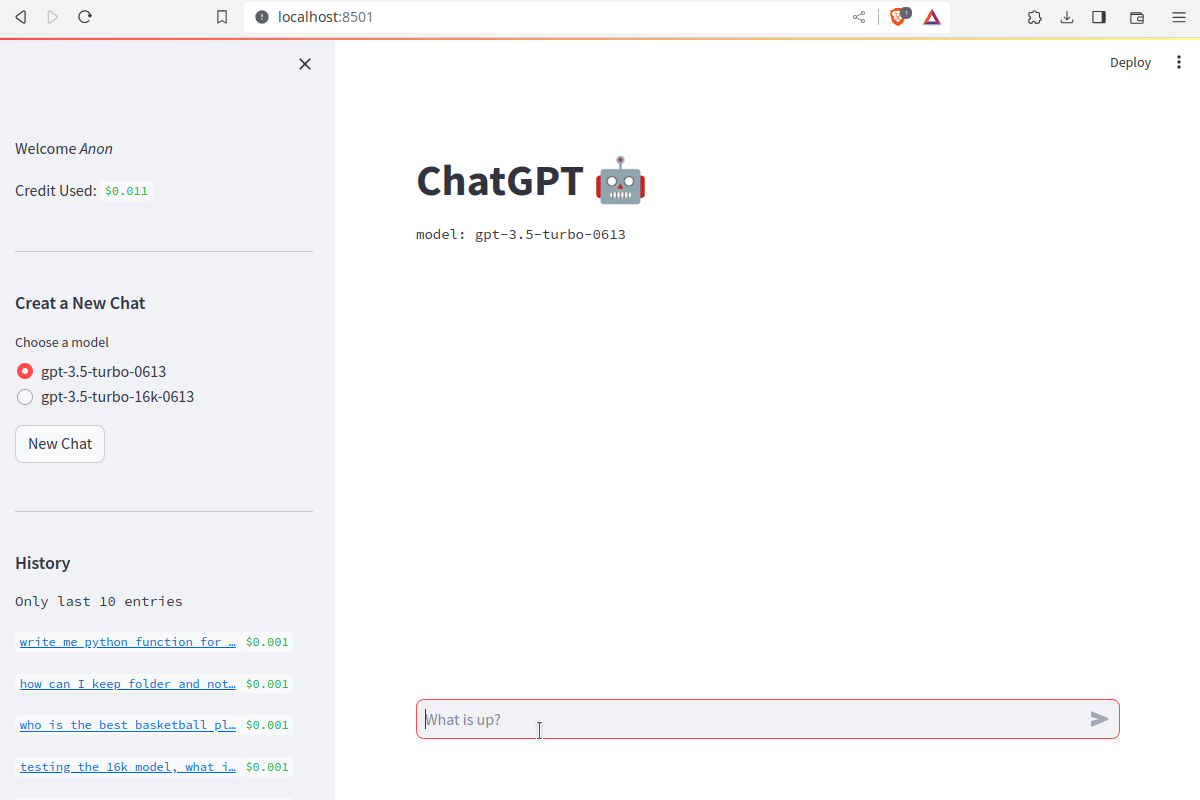 localhost:8501
Deploy
Welcome Anon
Credit Used: $0.011
Creat a New Chat
Choose a model
gpt-3.5-turbo-0613
gpt-3.5-turbo-16k-0613
New Chat
History
Only last 10 entries
write me python function for … $0.001
how can I keep folder and not… $0.001
who is the best basketball pl… $0.001
testing the 16k model, what i… $0.001
ChatGPT
model: gpt-3.5-turbo-0613
What is up?